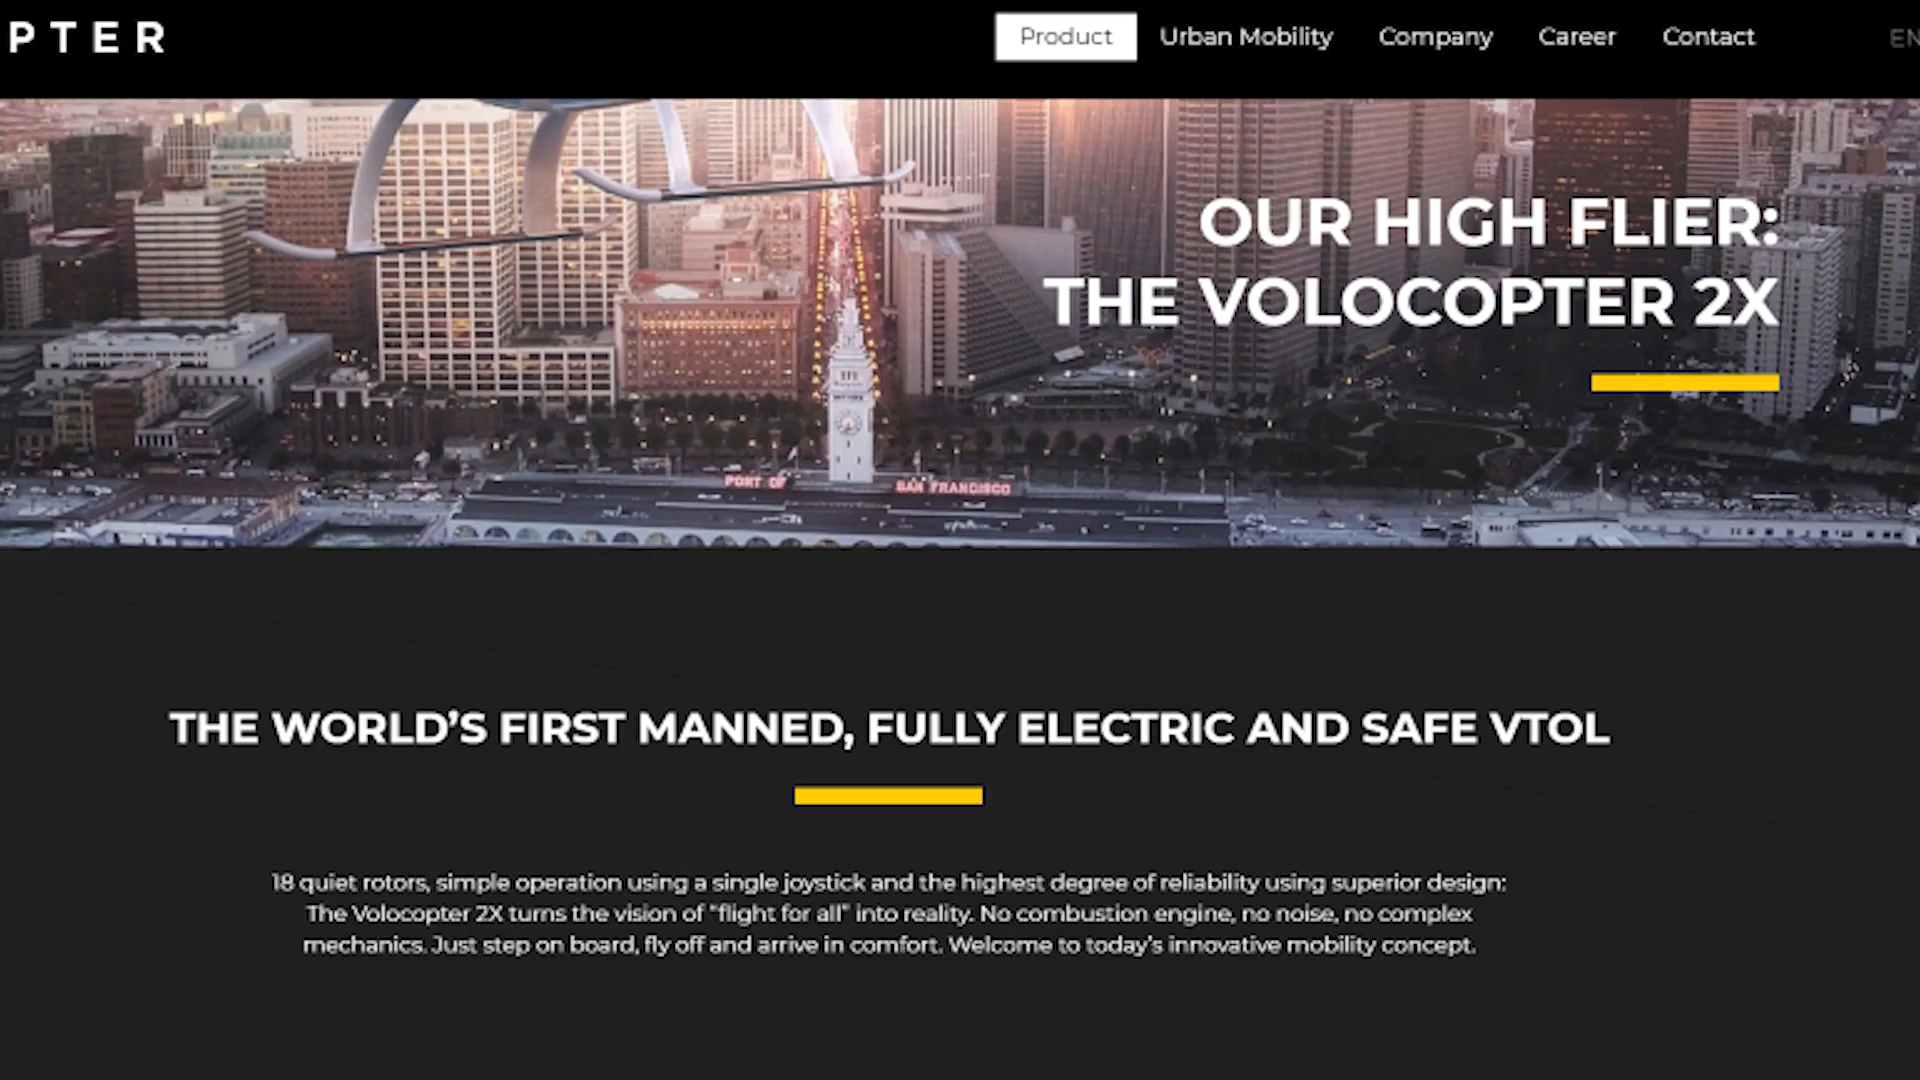 PTER
Product Urban Mobility Company Career Contact EN
OUR HIGH FLIER:
THE VOLOCOPTER 2X
PORT OF SAN FRANCISCO
THE WORLD'S FIRST MANNED, FULLY ELECTRIC AND SAFE VTOL
18 quiet rotors, simple operation using a single joystick and the highest degree of reliability using superior design:
The Volocopter 2X turns the vision of "flight for all" into reality. No combustion engine, no noise, no complex
mechanics. Just step on board, fly off and arrive in comfort. Welcome to today's innovative mobility concept.